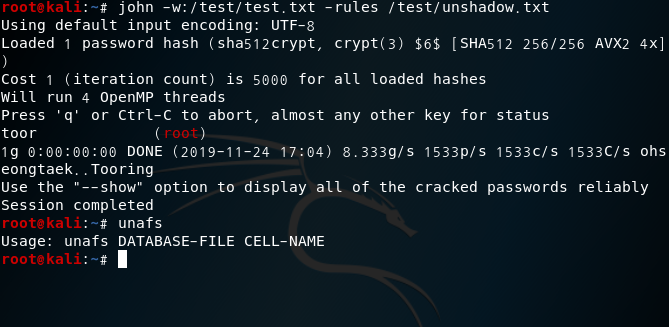 root@kali:~# john -w:/test/test.txt -rules /test/unshadow.txt
Using default input encoding: UTF-8
Loaded 1 password hash (sha512crypt, crypt(3) $6$ [SHA512 256/256 AVX2 4x]
)
Cost 1 (iteration count) is 5000 for all loaded hashes
Will run 4 OpenMP threads
Press 'q' or Ctrl-C to abort, almost any other key for status
toor             (root)
1g 0:00:00:00 DONE (2019-11-24 17:04) 8.333g/s 1533p/s 1533c/s 1533C/s ohs
eongtaek..Tooring
Use the "--show" option to display all of the cracked passwords reliably
Session completed
root@kali:~# unafs
Usage: unafs DATABASE-FILE CELL-NAME
root@kali:~#